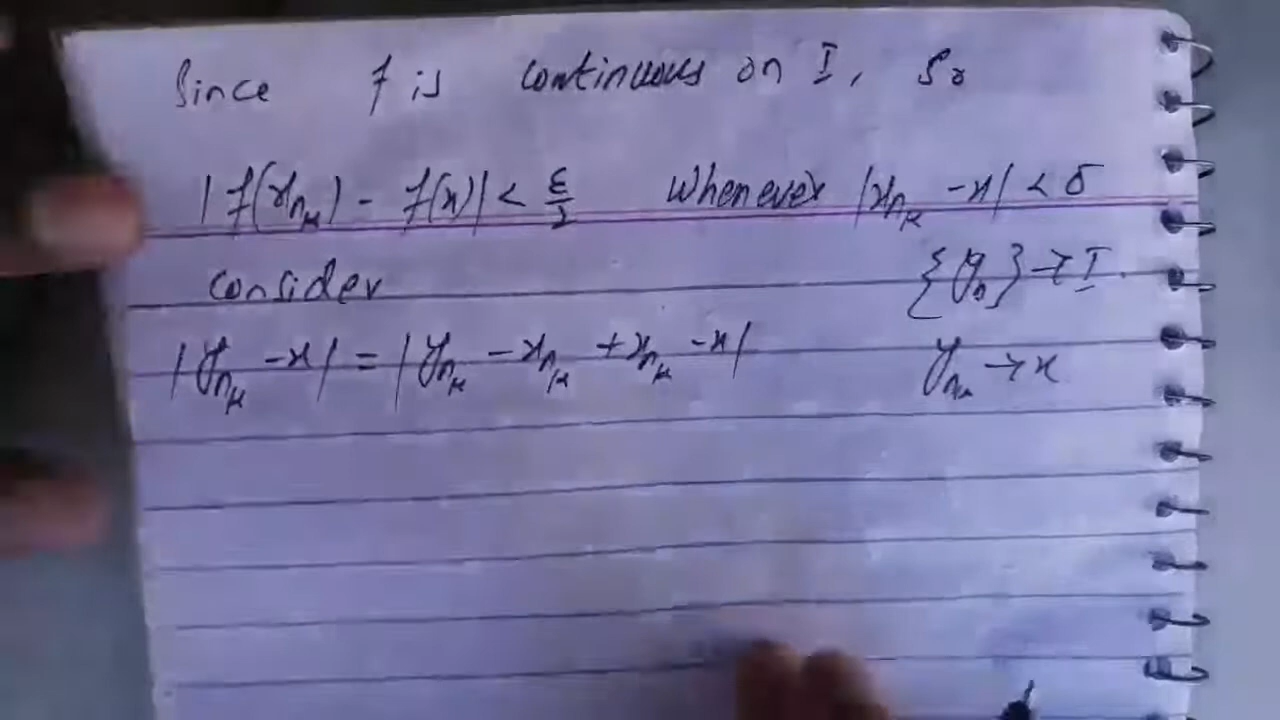 Since f is continuous on I, So
|f(x_{n_k}) - f(x)| < ε/2 whenever |x_{n_k} - x| < δ
consider {y_n} → I.
|y_{n_k} - x| = |y_{n_k} - x_{n_k} + x_{n_k} - x| y_{n_k} → x